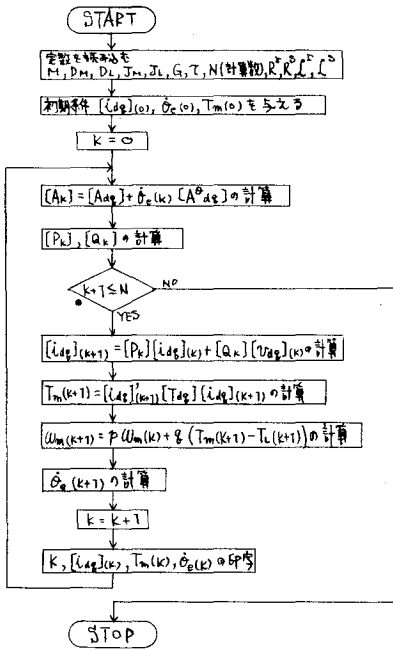 START
定数を読み込む
M, DM, DL, JM, JL, G, T, N(計算数), R^r, R^s, L^r, L^s
初期条件 [idq](0), θ̇e(0), Tm(0) を与える
K = 0
[AK] = [Adq] + θ̇e(K) [A^θdq] の計算
[PK], [QK] の計算
K+1 ≤ N
NO
YES
[idq](K+1) = [PK][idq](K) + [QK][vdq](K) の計算
Tm(K+1) = [idq]'(K+1) [Tdq] [idq](K+1) の計算
ωm(K+1) = p ωm(K) + q (Tm(K+1) - TL(K+1)) の計算
θ̇e(K+1) の計算
K = K+1
K, [idq](K), Tm(K), θ̇e(K) の印字
STOP